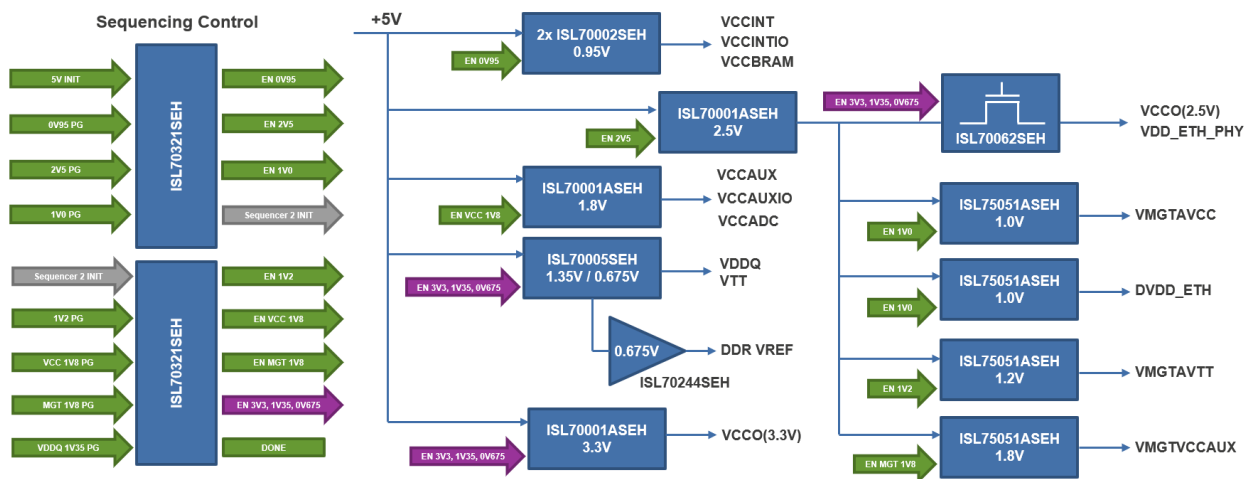 Sequencing Control
5V INIT
0V95 PG
2V5 PG
1V0 PG
ISL70321SEH
EN 0V95
EN 2V5
EN 1V0
Sequencer 2 INIT
Sequencer 2 INIT
1V2 PG
VCC 1V8 PG
MGT 1V8 PG
VDDQ 1V35 PG
ISL70321SEH
EN 1V2
EN VCC 1V8
EN MGT 1V8
EN 3V3, 1V35, 0V675
DONE
+5V
EN 0V95
2x ISL70002SEH
0.95V
VCCINT
VCCINTIO
VCCBRAM
EN 2V5
ISL70001ASEH
2.5V
EN VCC 1V8
ISL70001ASEH
1.8V
VCCAUX
VCCAUXIO
VCCADC
EN 3V3, 1V35, 0V675
ISL70005SEH
1.35V / 0.675V
VDDQ
VTT
0.675V
ISL70244SEH
DDR VREF
EN 3V3, 1V35, 0V675
ISL70001ASEH
3.3V
VCCO(3.3V)
EN 3V3, 1V35, 0V675
ISL70062SEH
VCCO(2.5V)
VDD_ETH_PHY
EN 1V0
ISL75051ASEH
1.0V
VMGTAVCC
EN 1V0
ISL75051ASEH
1.0V
DVDD_ETH
EN 1V2
ISL75051ASEH
1.2V
VMGTAVTT
EN MGT 1V8
ISL75051ASEH
1.8V
VMGTVCCAUX